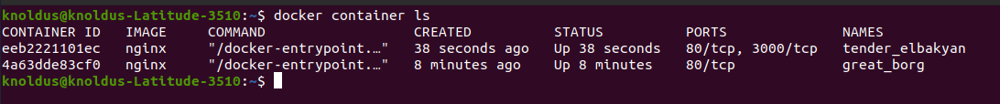 knoldus@knoldus-Latitude-3510:~$ docker container ls
CONTAINER ID   IMAGE     COMMAND                  CREATED          STATUS          PORTS              NAMES
eeb2221101ec   nginx     "/docker-entrypoint.…"   38 seconds ago   Up 38 seconds   80/tcp, 3000/tcp   tender_elbakyan
4a63dde83cf0   nginx     "/docker-entrypoint.…"   8 minutes ago    Up 8 minutes    80/tcp             great_borg
knoldus@knoldus-Latitude-3510:~$